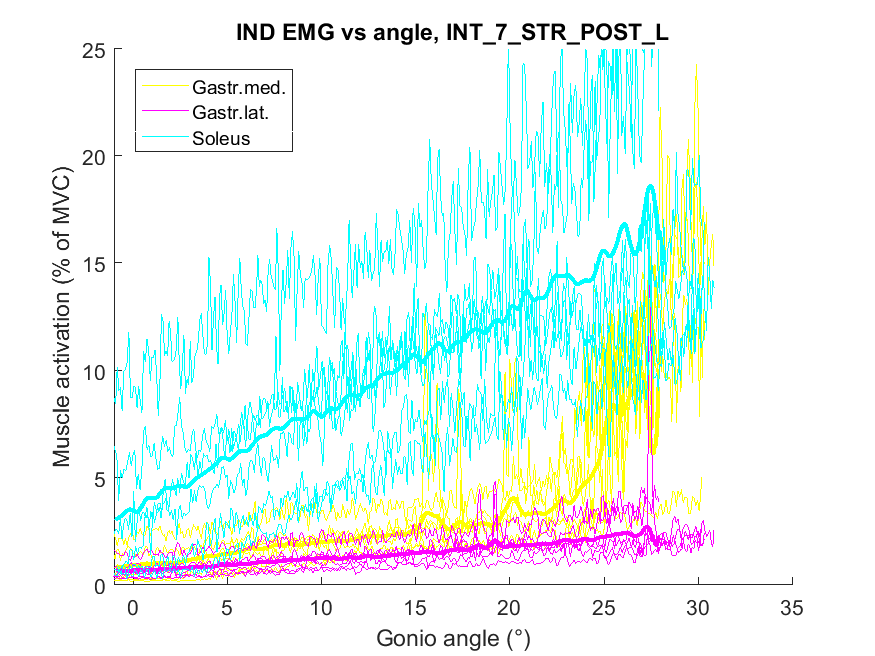 IND EMG vs angle, INT_7_STR_POST_L
Muscle activation (% of MVC)
25
20
15
10
5
0
Gastr.med.
Gastr.lat.
Soleus
0 5 10 15 20 25 30 35
Gonio angle (°)